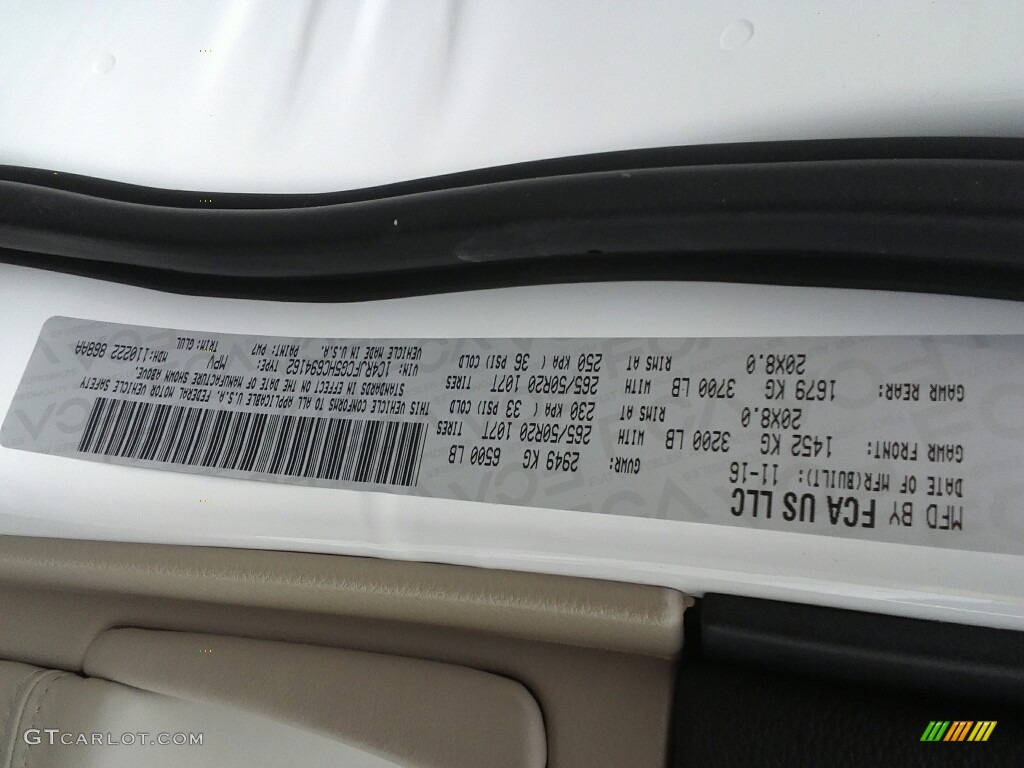 MFD BY FCA US LLC
DATE OF MFR(BUILT): 11-16 GVWR: 2949 KG 6500 LB
GAWR FRONT: 1452 KG 3200 LB WITH 265/50R20 107T TIRES
20X8.0 RIMS AT 230 KPA ( 33 PSI) COLD
GAWR REAR: 1679 KG 3700 LB WITH 265/50R20 107T TIRES
20X8.0 RIMS AT 250 KPA ( 36 PSI) COLD
THIS VEHICLE CONFORMS TO ALL APPLICABLE U.S.A. FEDERAL MOTOR VEHICLE SAFETY
STANDARDS IN EFFECT ON THE DATE OF MANUFACTURE SHOWN ABOVE.
VIN: 1C4RJFCG5HC694162 TYPE: MPV MDH:110222 868AA
VEHICLE MADE IN U.S.A. PAINT: PW7 TRIM: GLUL
GTCARLOT.COM